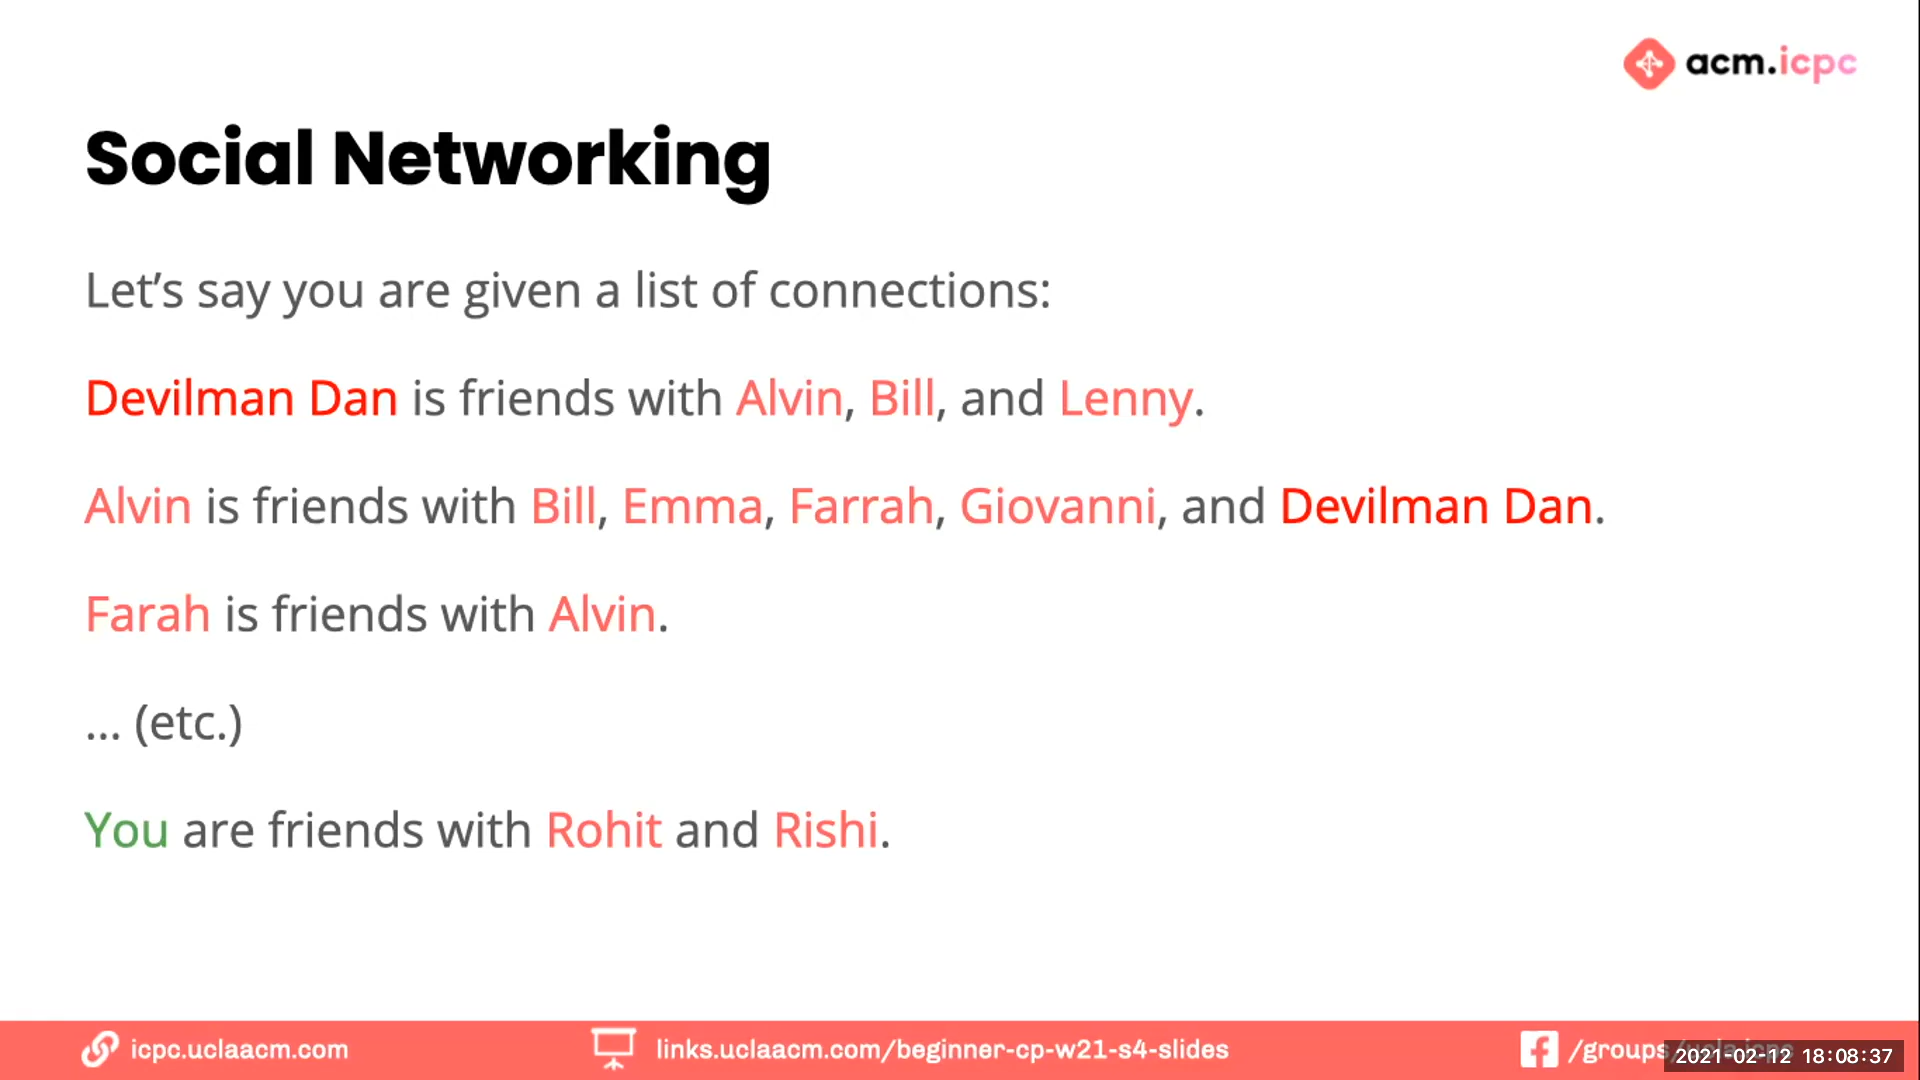 acm.icpc
Social Networking
Let’s say you are given a list of connections:
Devilman Dan is friends with Alvin, Bill, and Lenny.
Alvin is friends with Bill, Emma, Farrah, Giovanni, and Devilman Dan.
Farah is friends with Alvin.
... (etc.)
You are friends with Rohit and Rishi.
icpc.uclaacm.com
links.uclaacm.com/beginner-cp-w21-s4-slides
/groups/ucla.icpc
2021-02-12 18:08:37